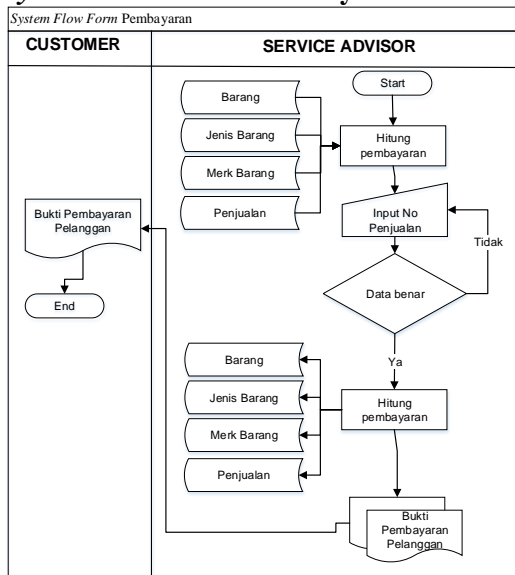 System Flow Form Pembayaran
CUSTOMER
SERVICE ADVISOR
Start
Barang
Jenis Barang
Merk Barang
Penjualan
Hitung
pembayaran
Input No
Penjualan
Tidak
Data benar
Ya
Bukti Pembayaran
Pelanggan
End
Barang
Jenis Barang
Merk Barang
Penjualan
Hitung
pembayaran
Bukti
Pembayaran
Pelanggan